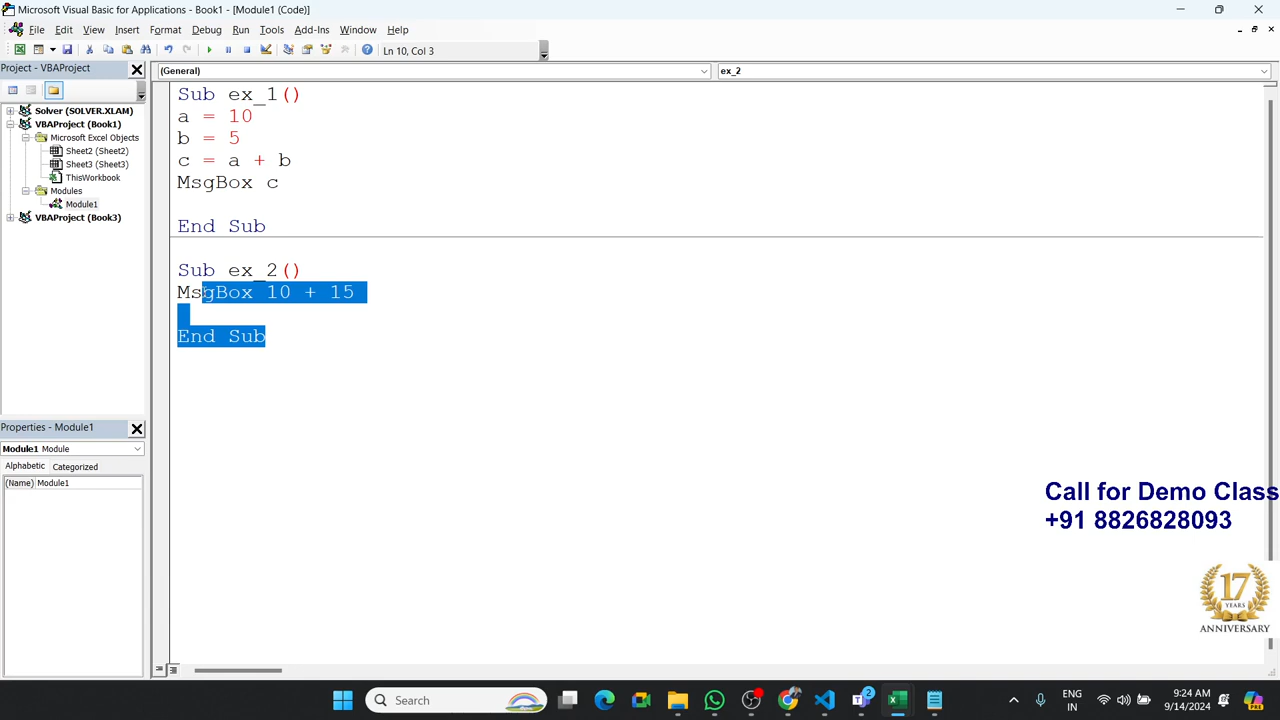 Microsoft Visual Basic for Applications - Book1 - [Module1 (Code)]
File Edit View Insert Format Debug Run Tools Add-Ins Window Help
Ln 10, Col 3
Project - VBAProject
(General)
ex_2
Solver (SOLVER.XLAM)
VBAProject (Book1)
Microsoft Excel Objects
Sheet2 (Sheet2)
Sheet3 (Sheet3)
ThisWorkbook
Modules
Module1
VBAProject (Book3)
Sub ex_1()
a = 10
b = 5
c = a + b
MsgBox c
End Sub
Sub ex_2()
MsgBox 10 + 15
End Sub
Properties - Module1
Module1 Module
Alphabetic Categorized
(Name) Module1
Call for Demo Class
+91 8826828093
17
YEARS
ANNIVERSARY
Search
2
ENG
IN
9:24 AM
9/14/2024